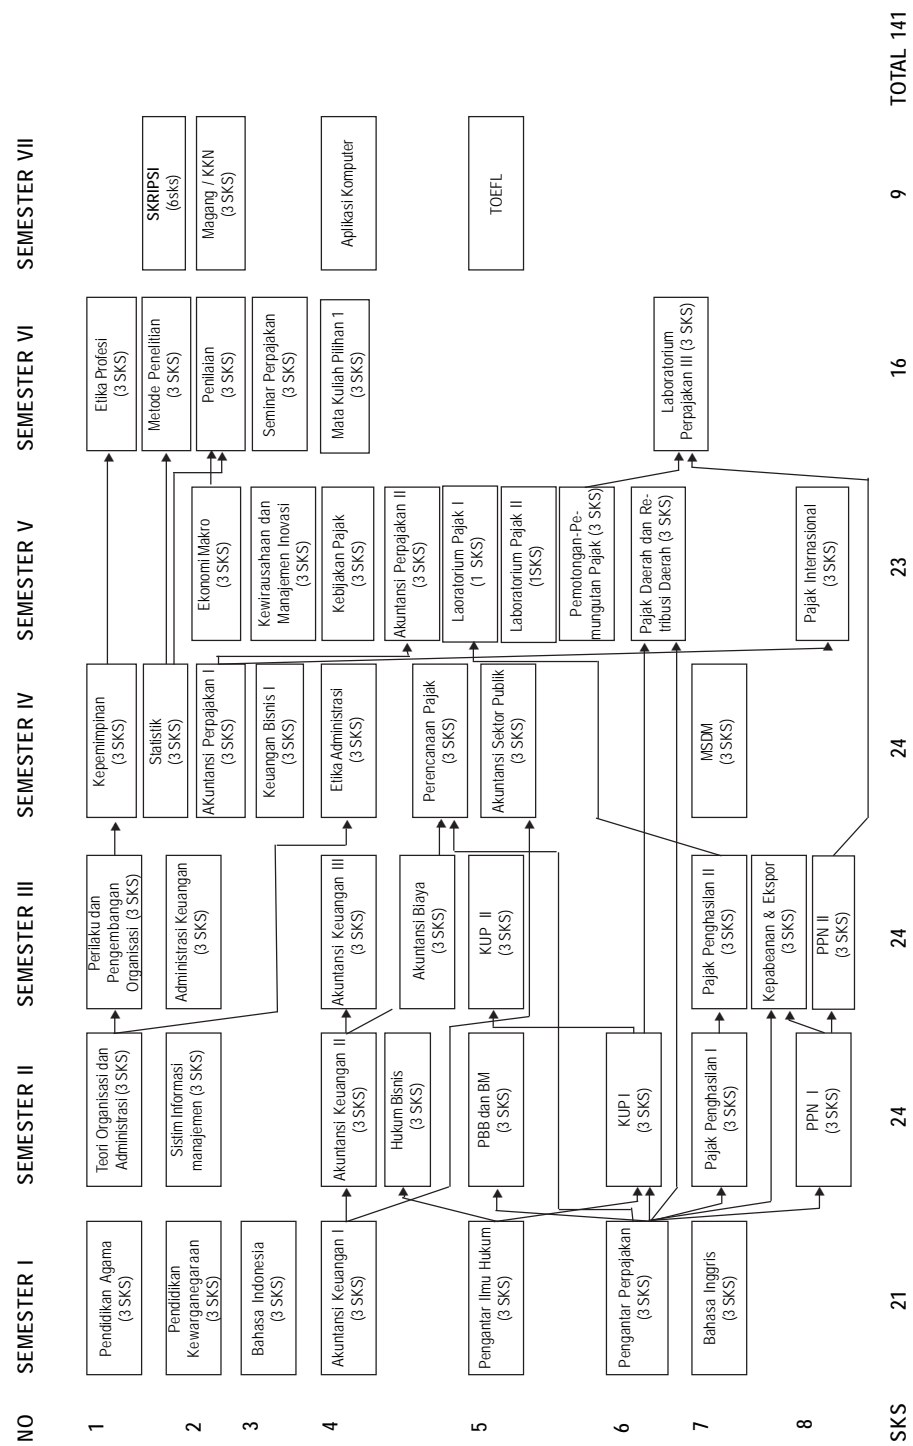 NO
SEMESTER I
SEMESTER II
SEMESTER III
SEMESTER IV
SEMESTER V
SEMESTER VI
SEMESTER VII
1
2
3
4
5
6
7
8
Pendidikan Agama
(3 SKS)
Pendidikan
Kewarganegaraan
(3 SKS)
Bahasa Indonesia
(3 SKS)
Akuntansi Keuangan I
(3 SKS)
Pengantar Ilmu Hukum
(3 SKS)
Pengantar Perpajakan
(3 SKS)
Bahasa Inggris
(3 SKS)
Teori Organisasi dan
Administrasi (3 SKS)
Sistim Informasi
manajemen (3 SKS)
Akuntansi Keuangan II
(3 SKS)
Hukum Bisnis
(3 SKS)
PBB dan BM
(3 SKS)
KUP I
(3 SKS)
Pajak Penghasilan I
(3 SKS)
PPN I
(3 SKS)
Perilaku dan
Pengembangan
Organisasi (3 SKS)
Administrasi Keuangan
(3 SKS)
Akuntansi Keuangan III
(3 SKS)
Akuntansi Biaya
(3 SKS)
KUP II
(3 SKS)
Pajak Penghasilan II
(3 SKS)
Kepabeanan & Ekspor
(3 SKS)
PPN II
(3 SKS)
Kepemimpinan
(3 SKS)
Statistik
(3 SKS)
AKuntansi Perpajakan I
(3 SKS)
Keuangan Bisnis I
(3 SKS)
Etika Administrasi
(3 SKS)
Perencanaan Pajak
(3 SKS)
Akuntansi Sektor Publik
(3 SKS)
MSDM
(3 SKS)
Ekonomi Makro
(3 SKS)
Kewirausahaan dan
Manajemen Inovasi
(3 SKS)
Kebijakan Pajak
(3 SKS)
Akuntansi Perpajakan II
(3 SKS)
Laoratorium Pajak I
(1 SKS)
Laboratorium Pajak II
(1SKS)
Pemotongan-Pe-
mungutan Pajak (3 SKS)
Pajak Daerah dan Re-
tribusi Daerah (3 SKS)
Pajak Internasional
(3 SKS)
Etika Profesi
(3 SKS)
Metode Penelitian
(3 SKS)
Penilaian
(3 SKS)
Seminar Perpajakan
(3 SKS)
Mata Kuliah Pilihan 1
(3 SKS)
Laboratorium
Perpajakan III (3 SKS)
SKRIPSI
(6sks)
Magang / KKN
(3 SKS)
Aplikasi Komputer
TOEFL
SKS
21
24
24
24
23
16
9
TOTAL 141